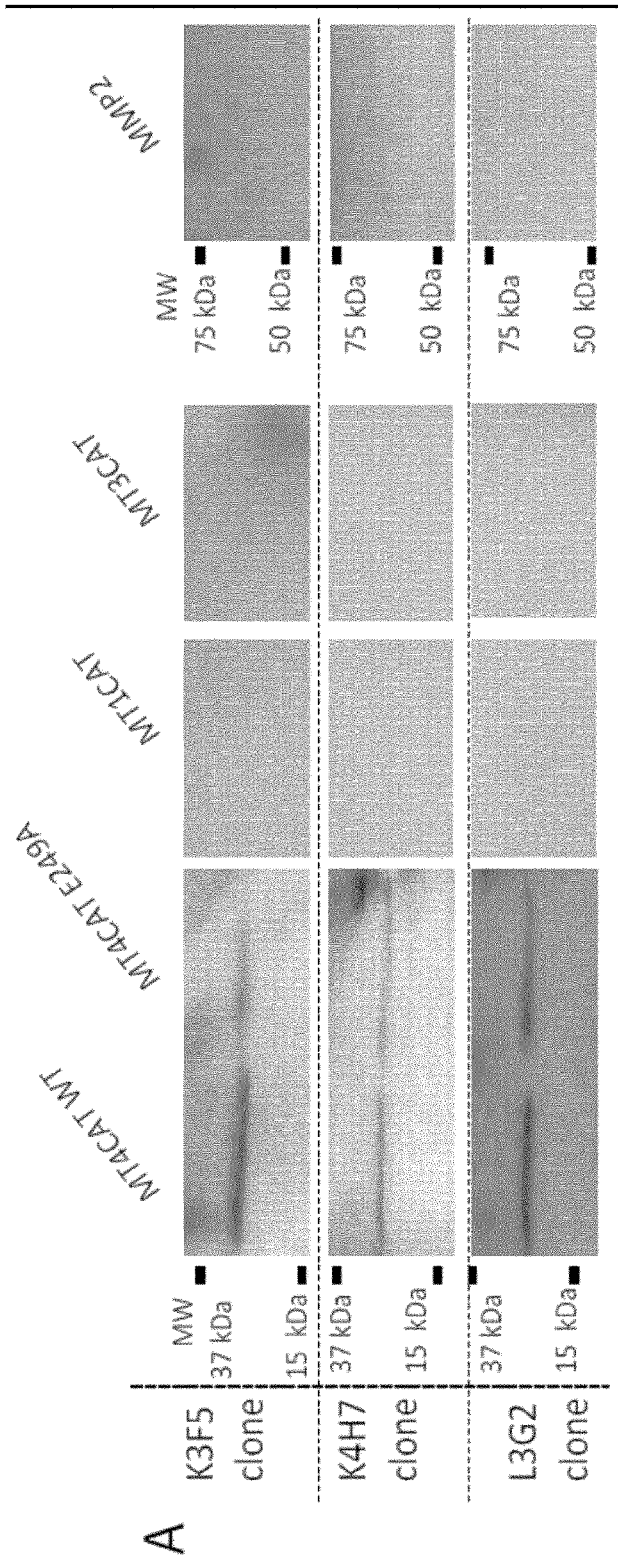 A
MT4CAT WT
MT4CAT E249A
MT1CAT
MT3CAT
MMP2
K3F5
clone
MW
37 kDa
15 kDa
MW
75 kDa
50 kDa
K4H7
clone
37 kDa
15 kDa
75 kDa
50 kDa
L3G2
clone
37 kDa
15 kDa
75 kDa
50 kDa